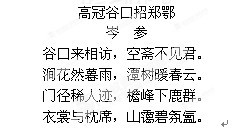 高冠谷口招郑鄠
岑 参
谷口来相访，空斋不见君。
涧花然暮雨，潭树暖春云。
门径稀人迹，檐峰下鹿群。
衣裳与枕席，山霭碧氛氲。